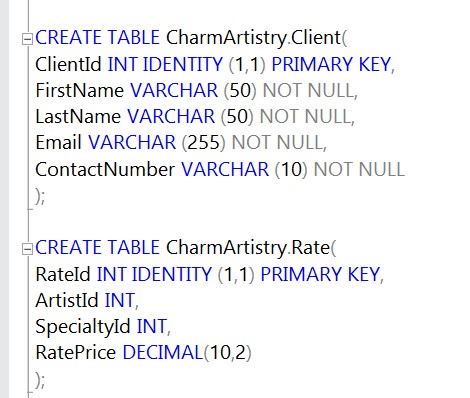 CREATE TABLE CharmArtistry.Client(
ClientId INT IDENTITY (1,1) PRIMARY KEY,
FirstName VARCHAR (50) NOT NULL,
LastName VARCHAR (50) NOT NULL,
Email VARCHAR (255) NOT NULL,
ContactNumber VARCHAR (10) NOT NULL
);
CREATE TABLE CharmArtistry.Rate(
RateId INT IDENTITY (1,1) PRIMARY KEY,
ArtistId INT,
SpecialtyId INT,
RatePrice DECIMAL(10,2)
);